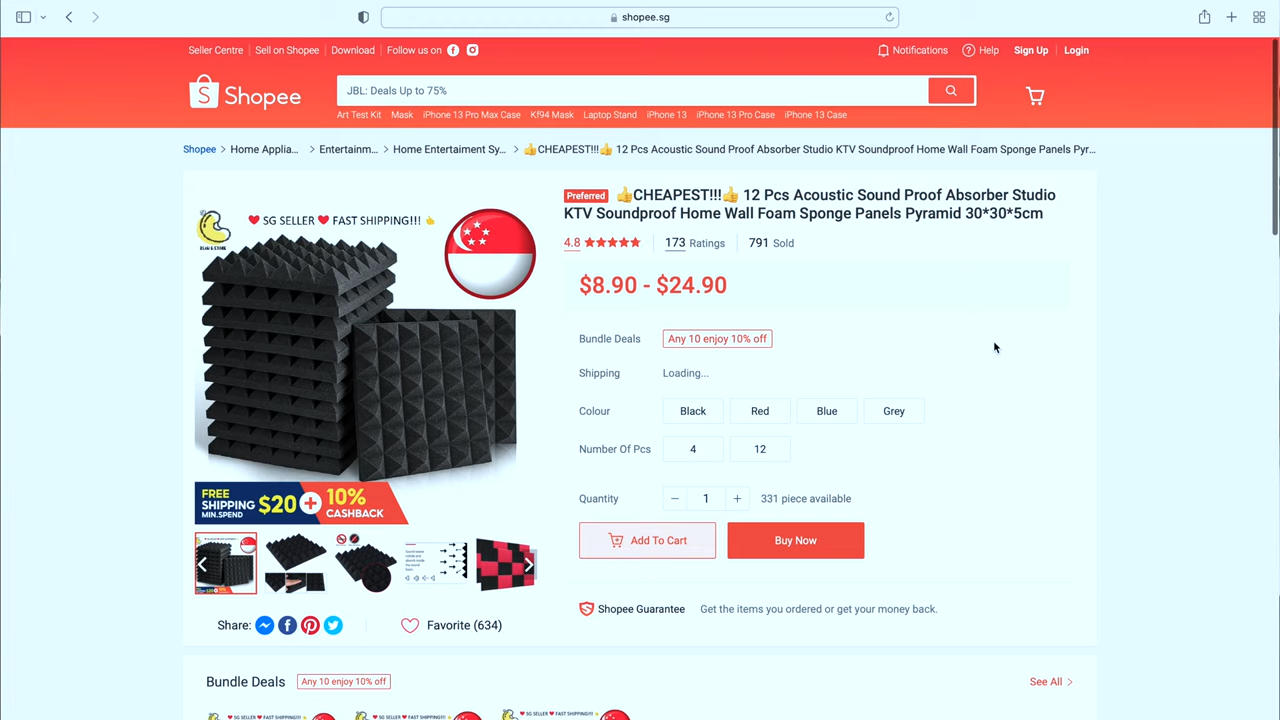 shopee.sg
Seller Centre
Sell on Shopee
Download
Follow us on
Notifications
Help
Sign Up
Login
Shopee
JBL: Deals Up to 75%
Art Test Kit
Mask
iPhone 13 Pro Max Case
Kf94 Mask
Laptop Stand
iPhone 13
iPhone 13 Pro Case
iPhone 13 Case
Shopee > Home Applia... > Entertainm... > Home Entertaiment Sy... > 👍CHEAPEST!!!👍 12 Pcs Acoustic Sound Proof Absorber Studio KTV Soundproof Home Wall Foam Sponge Panels Pyr...
❤ SG SELLER ❤ FAST SHIPPING!!! 👍
FREE
SHIPPING
MIN.SPEND
$20 + 10%
CASHBACK
Share:
Favorite (634)
Preferred 👍CHEAPEST!!!👍 12 Pcs Acoustic Sound Proof Absorber Studio
KTV Soundproof Home Wall Foam Sponge Panels Pyramid 30*30*5cm
4.8
173 Ratings
791 Sold
$8.90 - $24.90
Bundle Deals
Any 10 enjoy 10% off
Shipping
Loading...
Colour
Black
Red
Blue
Grey
Number Of Pcs
4
12
Quantity
1
331 piece available
Add To Cart
Buy Now
Shopee Guarantee
Get the items you ordered or get your money back.
Bundle Deals
Any 10 enjoy 10% off
See All >